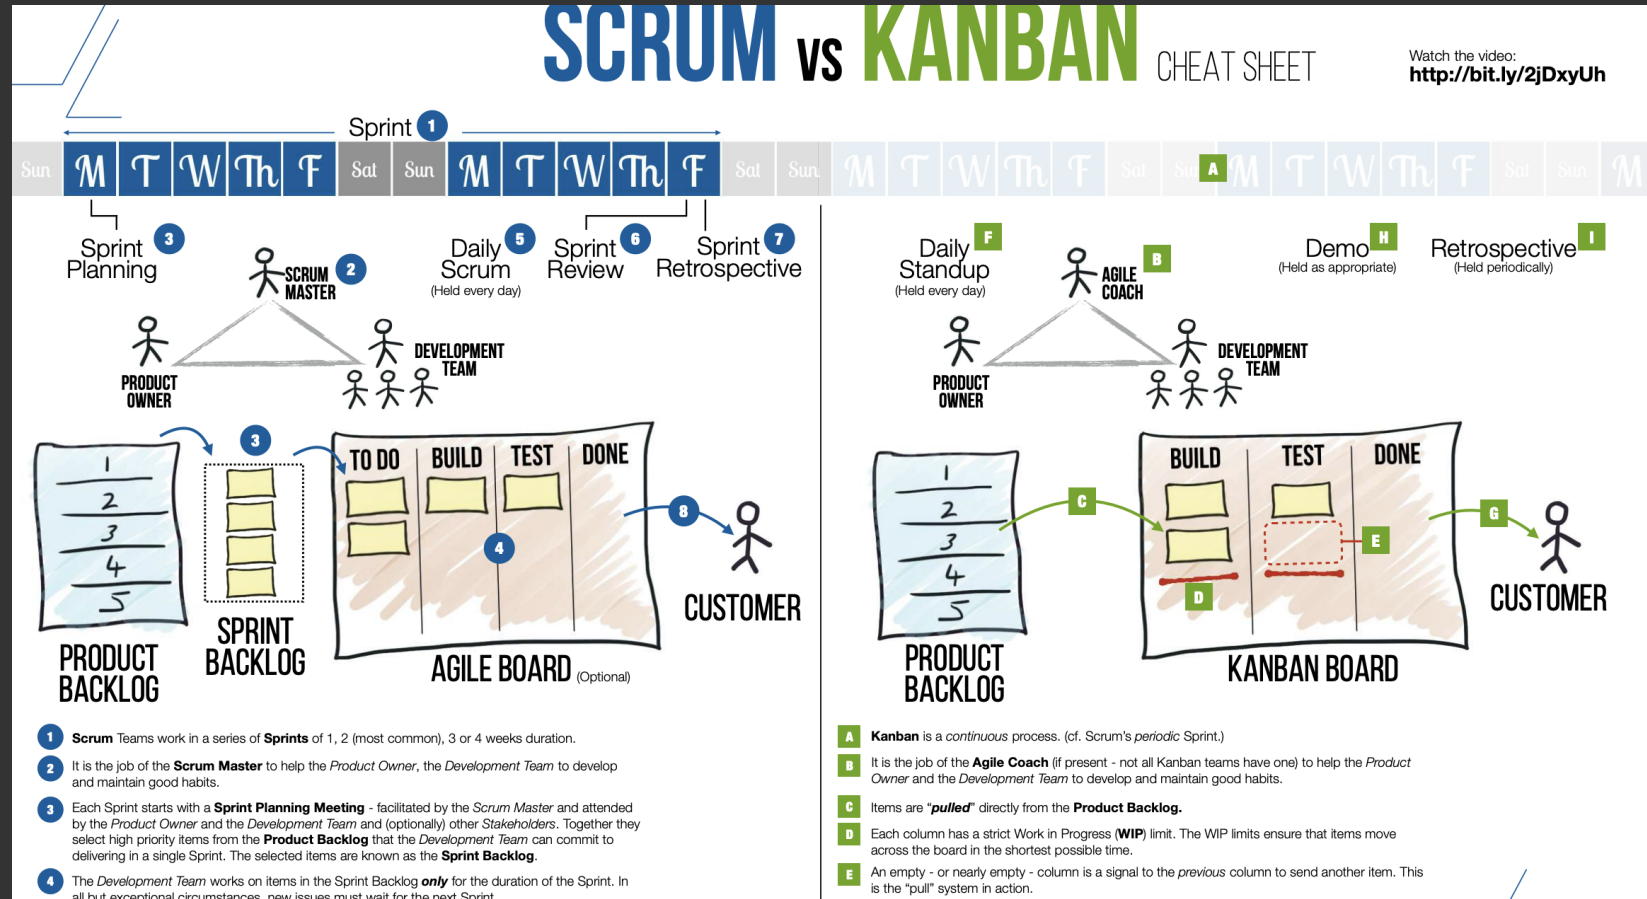 SCRUM VS KANBAN CHEAT SHEET
Watch the video:
http://bit.ly/2jDxyUh
Sprint 1
Sun M T W Th F Sat Sun M T W Th F Sat Sun M T W Th F Sat Sun A M T W Th F Sat Sun M
Sprint
Planning
3
Daily
Scrum
(Held every day)
5
Sprint
Review
6
Sprint
Retrospective
7
SCRUM
MASTER
2
PRODUCT
OWNER
DEVELOPMENT
TEAM
3
1
2
3
4
5
PRODUCT
BACKLOG
SPRINT
BACKLOG
TO DO BUILD TEST DONE
4
AGILE BOARD (Optional)
8
CUSTOMER
1 Scrum Teams work in a series of Sprints of 1, 2 (most common), 3 or 4 weeks duration.
2 It is the job of the Scrum Master to help the Product Owner, the Development Team to develop
and maintain good habits.
3 Each Sprint starts with a Sprint Planning Meeting - facilitated by the Scrum Master and attended
by the Product Owner and the Development Team and (optionally) other Stakeholders. Together they
select high priority items from the Product Backlog that the Development Team can commit to
delivering in a single Sprint. The selected items are known as the Sprint Backlog.
4 The Development Team works on items in the Sprint Backlog only for the duration of the Sprint. In
all but exceptional circumstances, new issues must wait for the next Sprint.
Daily
Standup
(Held every day)
F
AGILE
COACH
B
Demo
(Held as appropriate)
H
Retrospective
(Held periodically)
I
PRODUCT
OWNER
DEVELOPMENT
TEAM
1
2
3
4
5
PRODUCT
BACKLOG
C
BUILD TEST DONE
E
D
KANBAN BOARD
G
CUSTOMER
A Kanban is a continuous process. (cf. Scrum's periodic Sprint.)
B It is the job of the Agile Coach (if present - not all Kanban teams have one) to help the Product
Owner and the Development Team to develop and maintain good habits.
C Items are “pulled” directly from the Product Backlog.
D Each column has a strict Work in Progress (WIP) limit. The WIP limits ensure that items move
across the board in the shortest possible time.
E An empty - or nearly empty - column is a signal to the previous column to send another item. This
is the “pull” system in action.